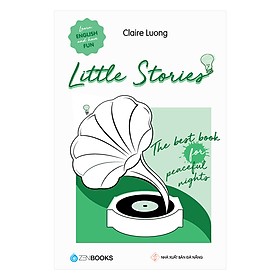 Claire Luong
Learn
ENGLISH
FUN
Little Stories
The best book
for
peaceful
nights
ZENBOOKS
NHÀ XUẤT BẢN ĐÀ NẴNG